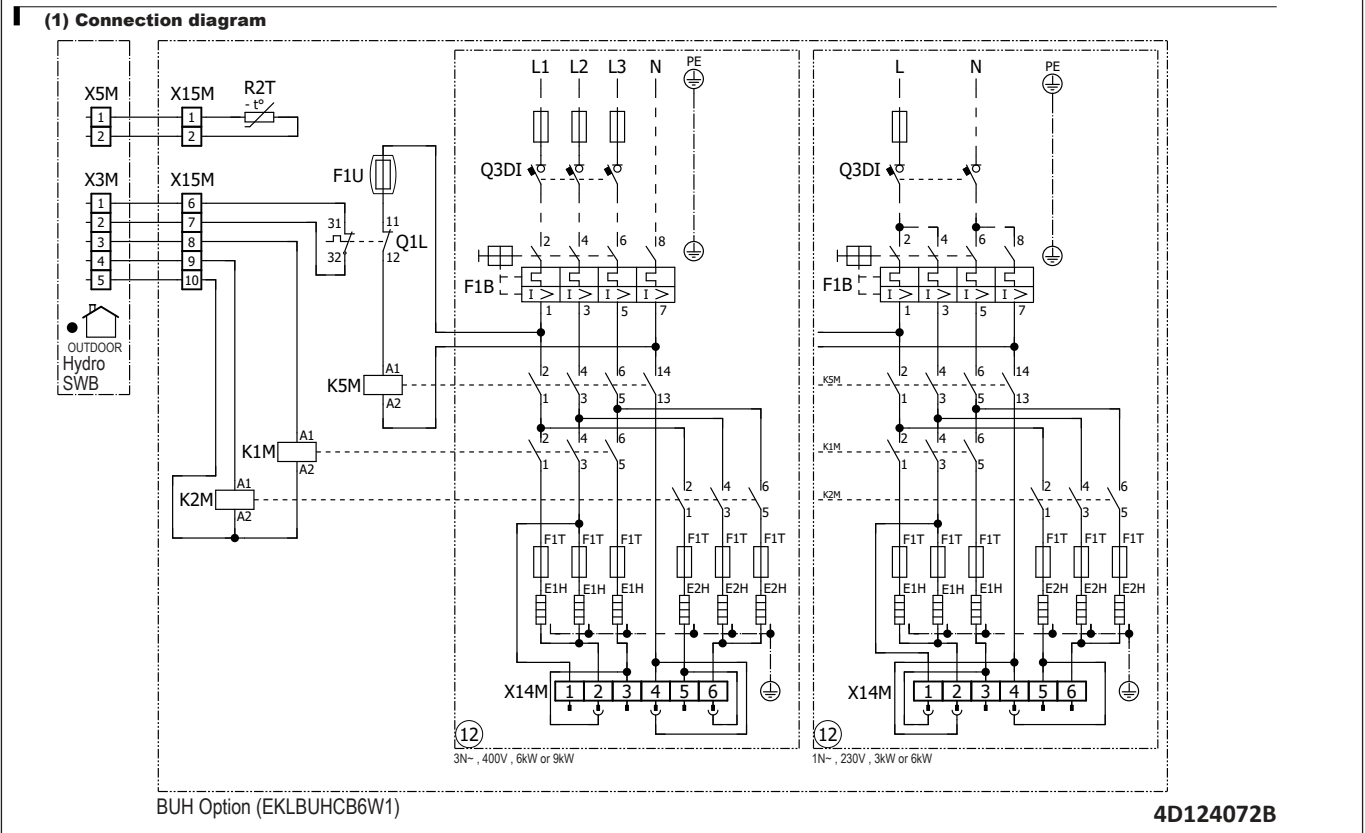 (1) Connection diagram
X5M X15M R2T
- t°
1 1
2 2
X3M X15M
1 6
2 7
3 8
4 9
5 10
OUTDOOR
Hydro
SWB
F1U
31 11
Q1L
32 12
K5M A1
A2
K1M A1
A2
K2M A1
A2
L1 L2 L3 N PE
Q3DI
2 4 6 8
F1B
I > I > I > I >
1 3 5 7
2 4 6 14
1 3 5 13
2 4 6
1 3 5
2 4 6
1 3 5
F1T F1T F1T F1T F1T F1T
E1H E1H E1H E2H E2H E2H
X14M 1 2 3 4 5 6
12
3N~ , 400V , 6kW or 9kW
L N PE
Q3DI
2 4 6 8
F1B
I > I > I > I >
1 3 5 7
K5M
2 4 6 14
1 3 5 13
K1M
2 4 6
1 3 5
K2M
2 4 6
1 3 5
F1T F1T F1T F1T F1T F1T
E1H E1H E1H E2H E2H E2H
X14M 1 2 3 4 5 6
12
1N~ , 230V , 3kW or 6kW
BUH Option (EKLBUHCB6W1)
4D124072B